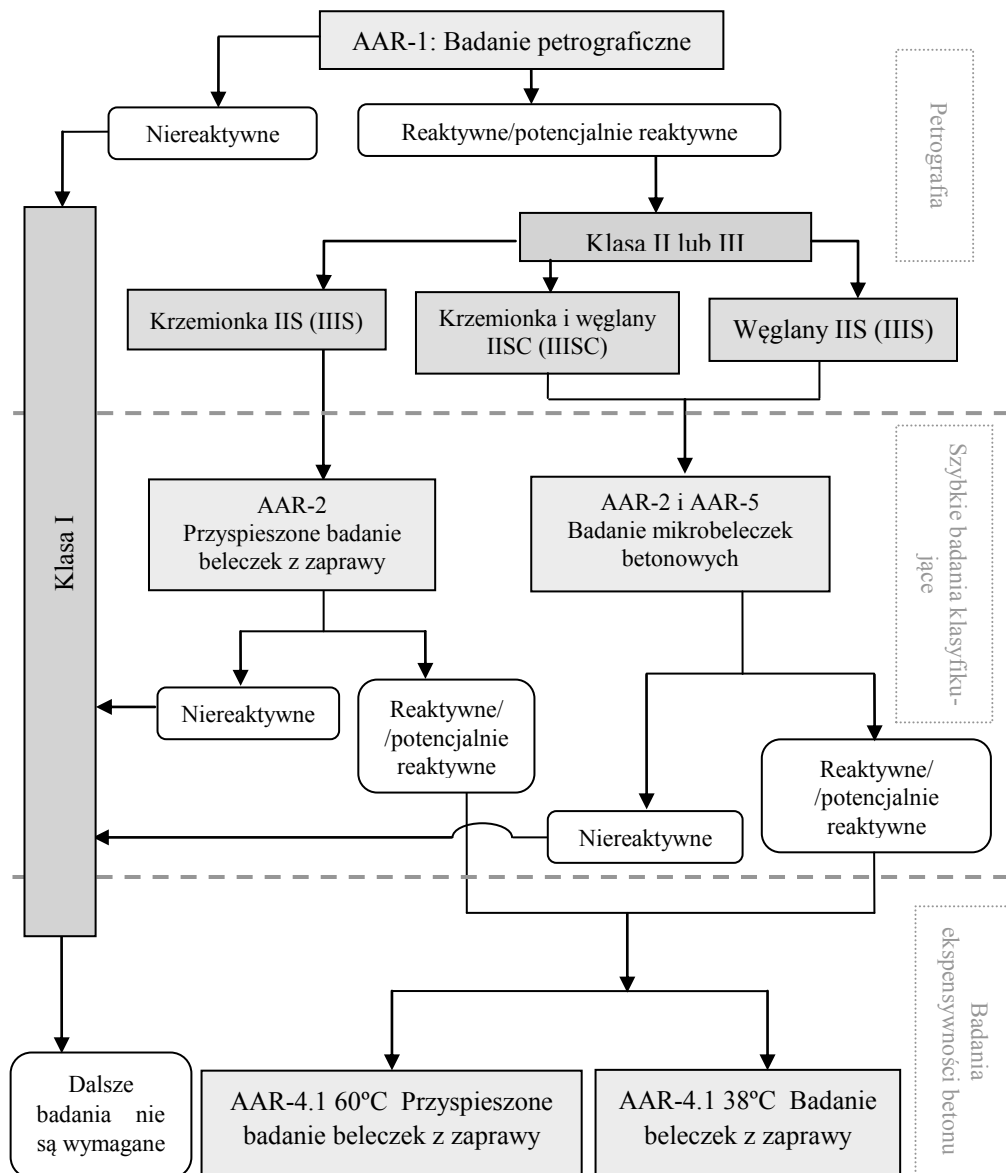 AAR-1: Badanie petrograficzne
Niereaktywne
Reaktywne/potencjalnie reaktywne
Petrografia
Klasa II lub III
Krzemionka IIS (IIIS)
Krzemionka i węglany
IISC (IIISC)
Węglany IIS (IIIS)
Klasa I
AAR-2
Przyspieszone badanie
beleczek z zaprawy
AAR-2 i AAR-5
Badanie mikrobeleczek
betonowych
Szybkie badania klasyfiku-
jące
Niereaktywne
Reaktywne/
/potencjalnie
reaktywne
Niereaktywne
Reaktywne/
/potencjalnie
reaktywne
Badania
ekspensywności betonu
Dalsze
badania nie
są wymagane
AAR-4.1 60ºC Przyspieszone
badanie beleczek z zaprawy
AAR-4.1 38ºC Badanie
beleczek z zaprawy